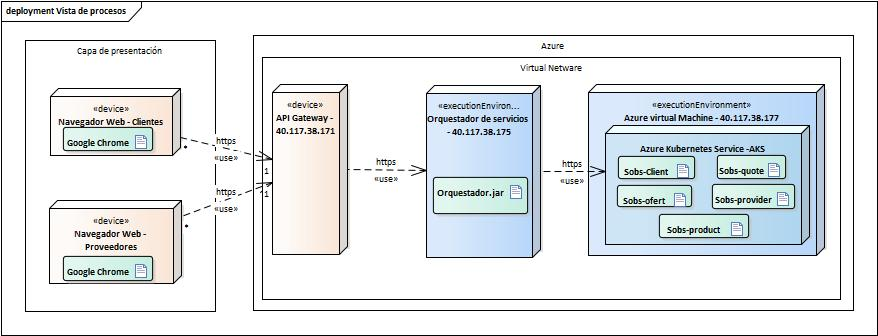 deployment Vista de procesos
Capa de presentación
«device»
Navegador Web - Clientes
Google Chrome
«device»
Navegador Web -
Proveedores
Google Chrome
https
«use»
*
1
https
«use»
*
1
Azure
Virtual Netware
«device»
API Gateway -
40.117.38.171
https
«use»
«executionEnviron...
Orquestador de servicios
- 40.117.38.175
Orquestador.jar
https
«use»
«executionEnvironment»
Azure virtual Machine - 40.117.38.177
Azure Kubernetes Service -AKS
Sobs-Client
Sobs-quote
Sobs-ofert
Sobs-provider
Sobs-product